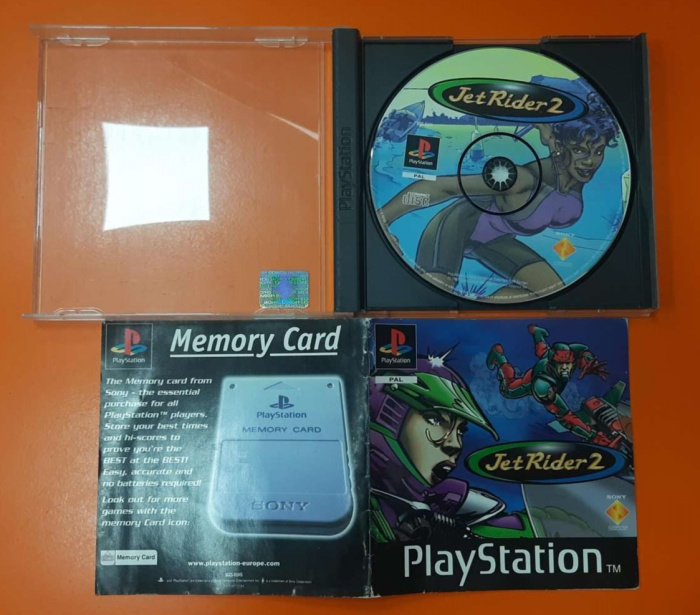 Jet Rider 2
PlayStation
PAL
PlayStation
disc
SONY
PlayStation
Memory Card
The Memory card from
Sony - the essential
purchase for all
PlayStation™ players.
Store your best times
and hi-scores to
prove you're the
BEST at the BEST!
Easy, accurate and
no batteries required!
Look out for more
games with the
memory Card icon:
Memory Card
PlayStation
MEMORY CARD
SONY
www.playstation-europe.com
PlayStation
PAL
Jet Rider 2
SONY
PlayStation™